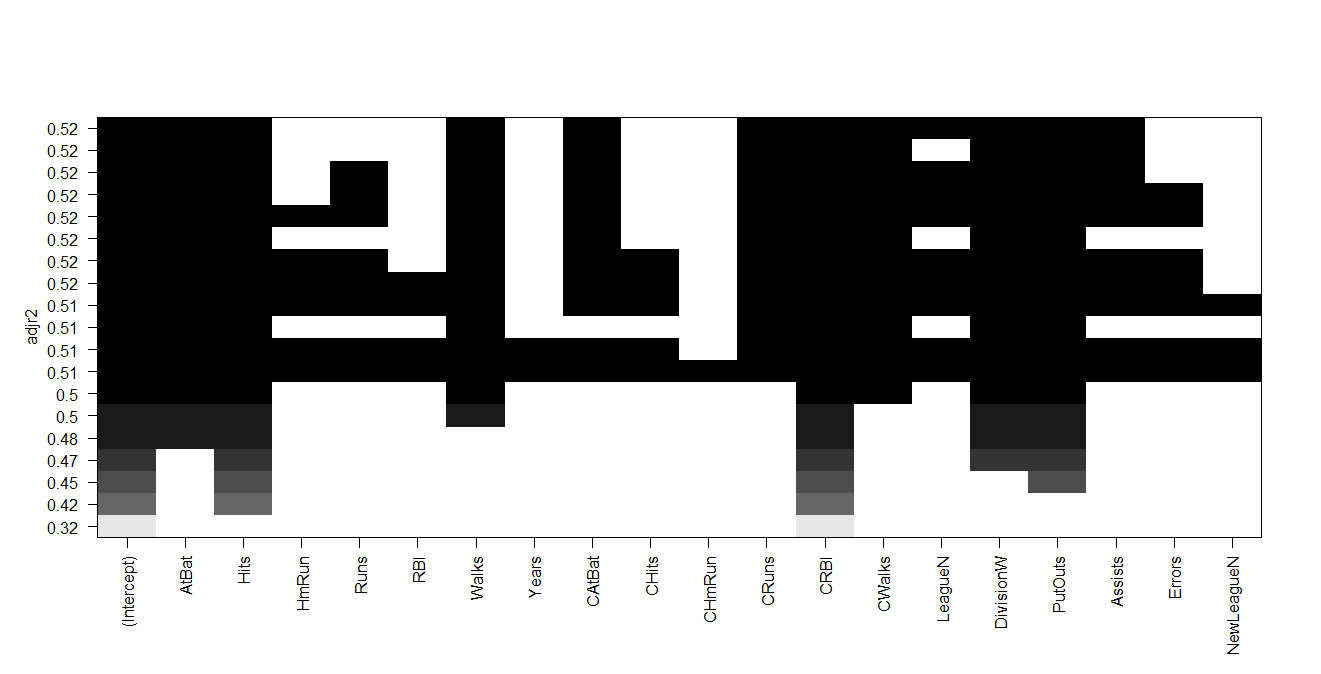 0.52
0.52
0.52
0.52
0.52
0.52
0.52
0.52
0.51
0.51
0.51
0.51
0.5
0.5
0.48
0.47
0.45
0.42
0.32
adjr2
(Intercept)
AtBat
Hits
HmRun
Runs
RBI
Walks
Years
CAtBat
CHits
CHmRun
CRuns
CRBI
CWalks
LeagueN
DivisionW
PutOuts
Assists
Errors
NewLeagueN